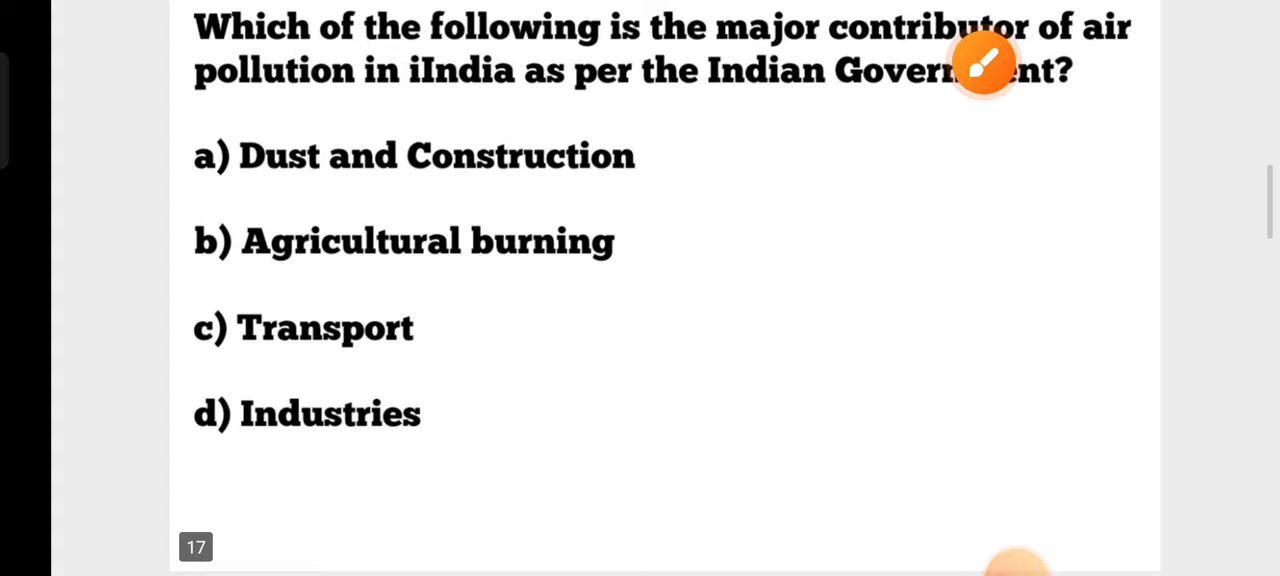 Which of the following is the major contributor of air
pollution in iIndia as per the Indian
a) Dust and Construction
b) Agricultural burning
c) Transport
d) Industries
17